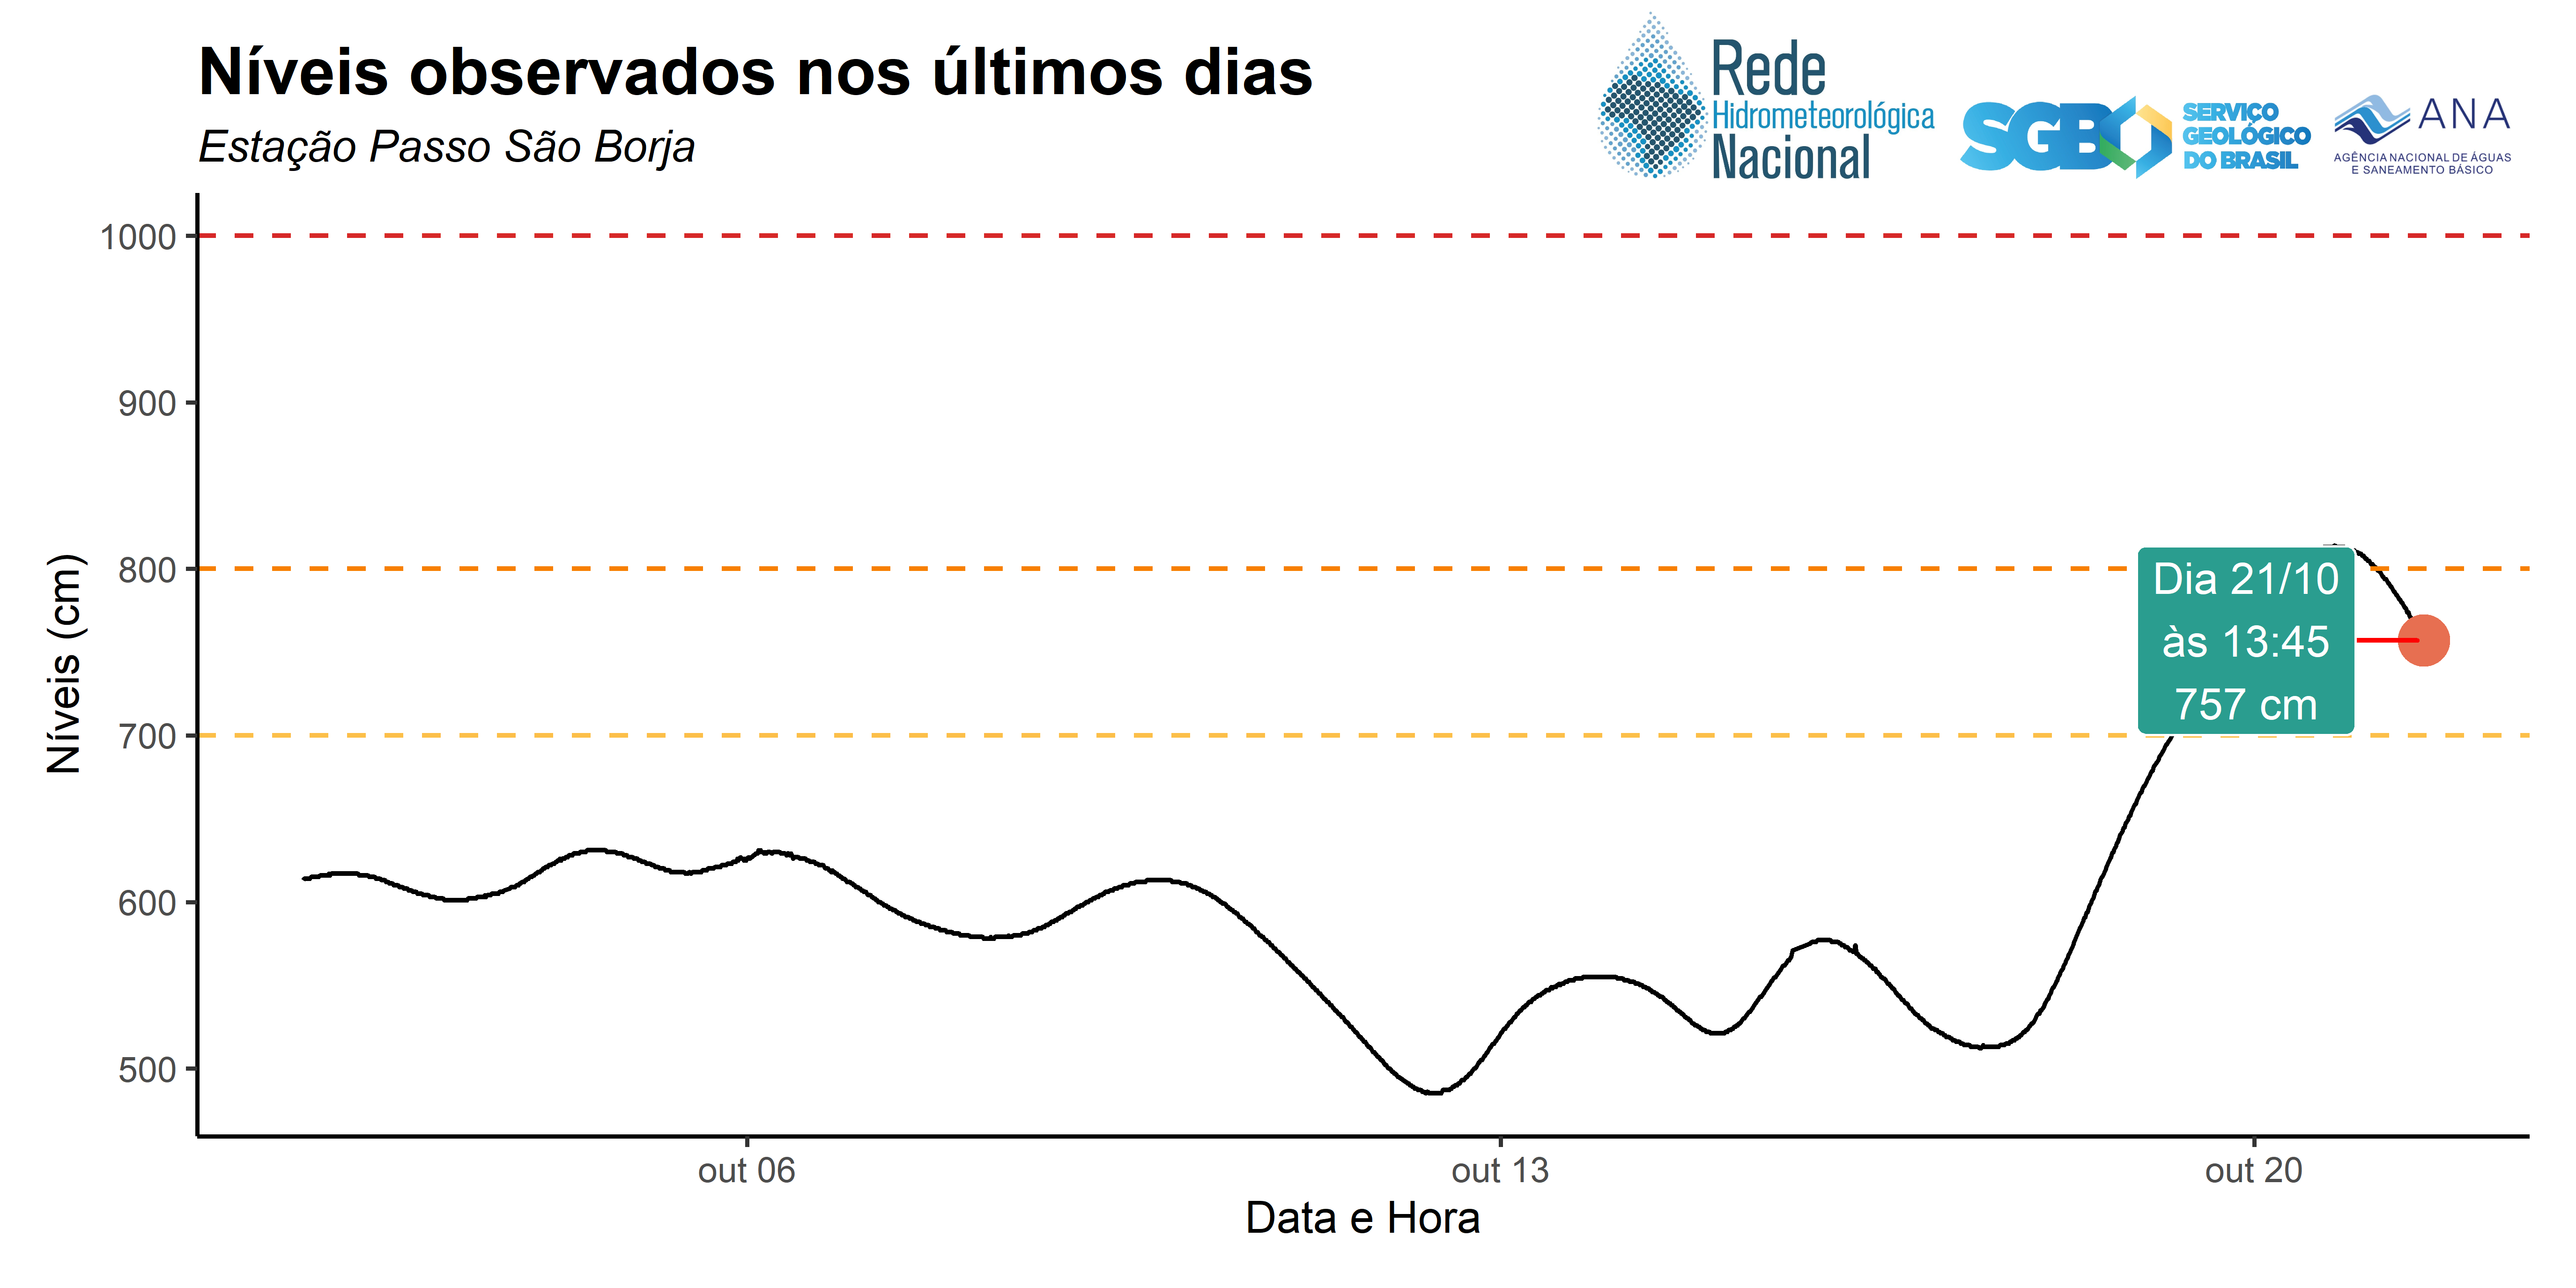 Níveis observados nos últimos dias
Estação Passo São Borja
Rede
Hidrometeorológica
Nacional
SGB
SERVIÇO
GEOLÓGICO
DO BRASIL
ANA
AGÊNCIA NACIONAL DE ÁGUAS
E SANEAMENTO BÁSICO
Níveis (cm)
1000
900
800
700
600
500
Dia 21/10
às 13:45
757 cm
out 06
out 13
out 20
Data e Hora